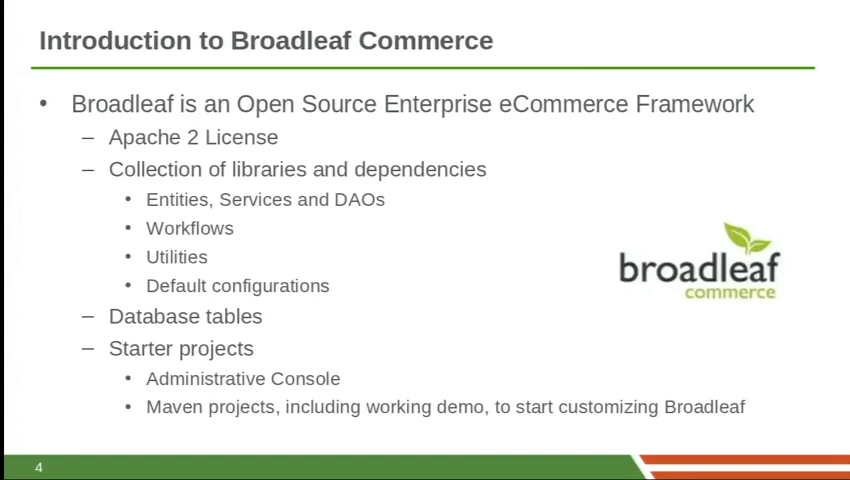 Introduction to Broadleaf Commerce
• Broadleaf is an Open Source Enterprise eCommerce Framework
– Apache 2 License
– Collection of libraries and dependencies
• Entities, Services and DAOs
• Workflows
• Utilities
• Default configurations
broadleaf
commerce
– Database tables
– Starter projects
• Administrative Console
• Maven projects, including working demo, to start customizing Broadleaf
4